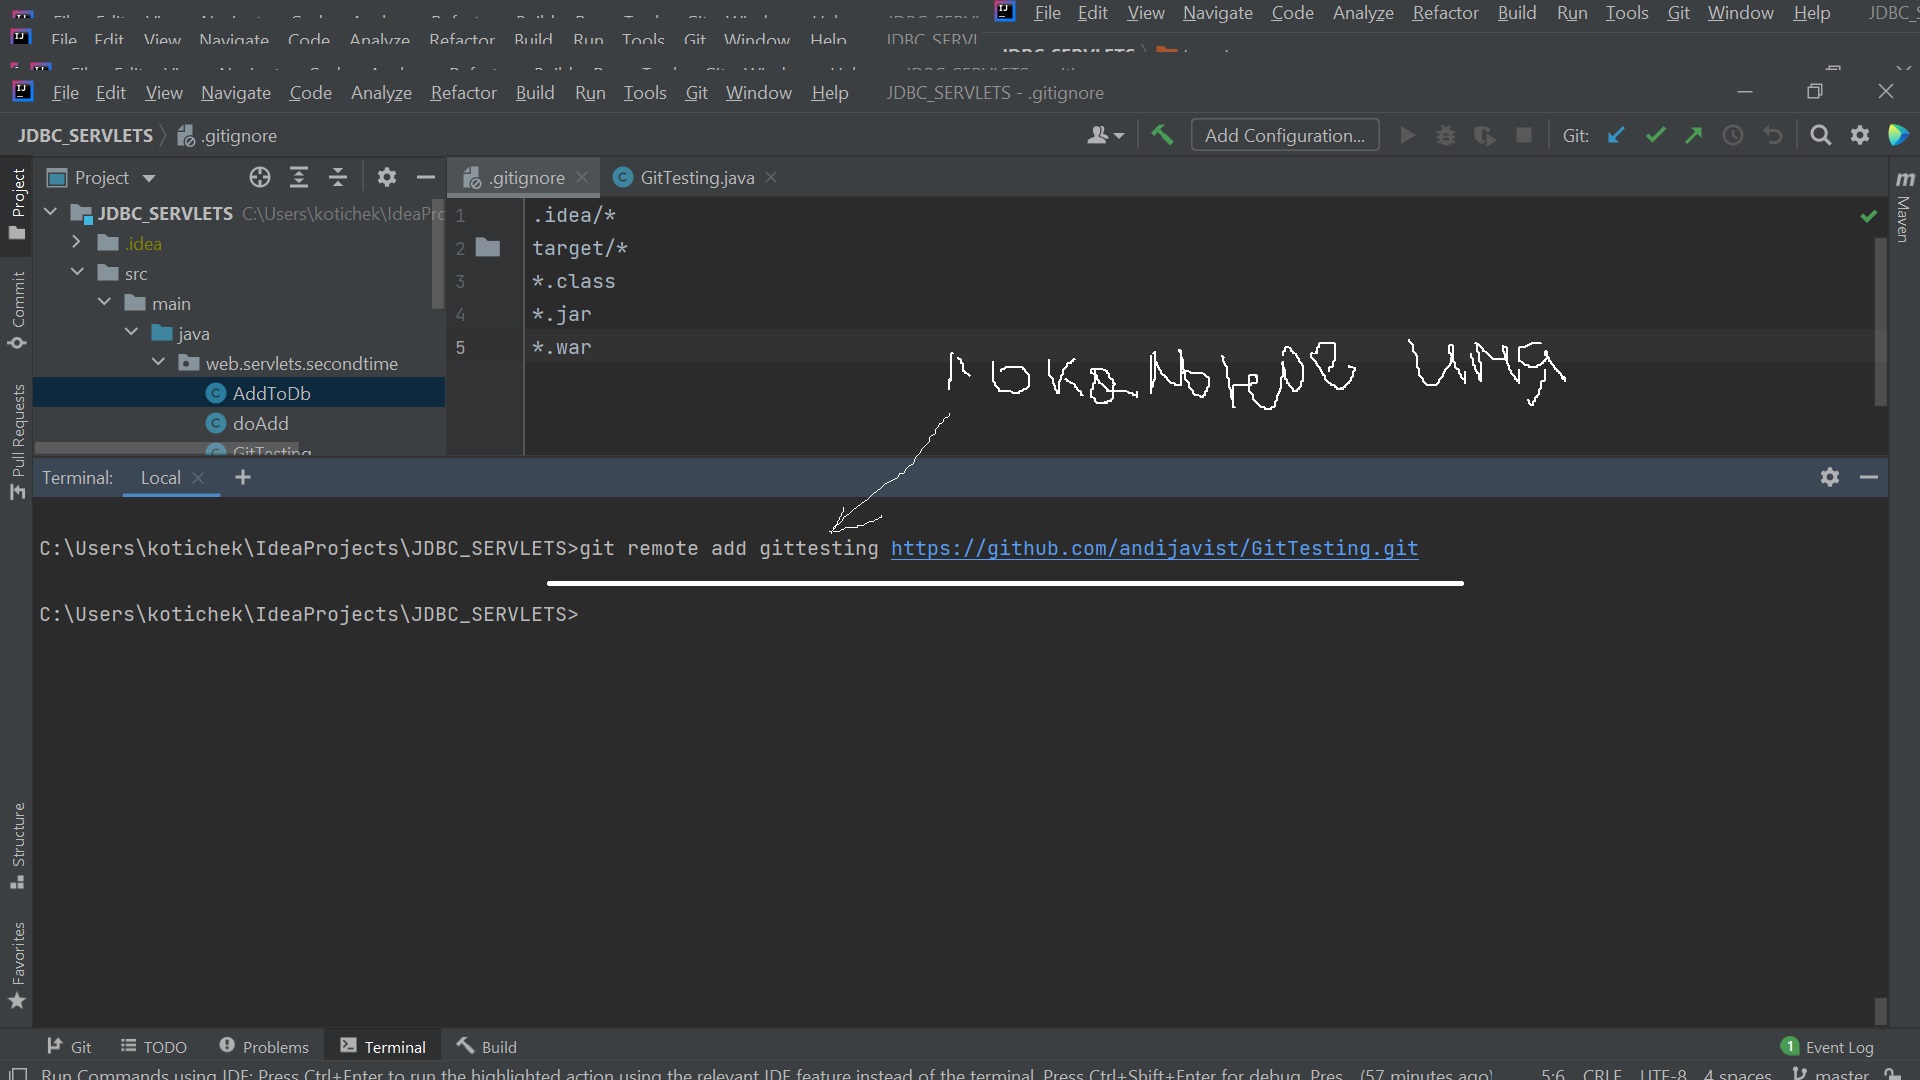 File Edit View Navigate Code Analyze Refactor Build Run Tools Git Window Help
File Edit View Navigate Code Analyze Refactor Build Run Tools Git Window Help JDBC_SERVL
File Edit View Navigate Code Analyze Refactor Build Run Tools Git Window Help JDBC_SERVLETS - .gitignore
JDBC_SERVLETS .gitignore Add Configuration... Git:
Project
.gitignore GitTesting.java
JDBC_SERVLETS C:\Users\kotichek\IdeaPro
.idea
src
main
java
web.servlets.secondtime
AddToDb
doAdd
GitTesting
1 .idea/*
2 target/*
3 *.class
4 *.jar
5 *.war
локальное имя
Terminal: Local
C:\Users\kotichek\IdeaProjects\JDBC_SERVLETS>git remote add gittesting https://github.com/andijavist/GitTesting.git
C:\Users\kotichek\IdeaProjects\JDBC_SERVLETS>
Project
Commit
Pull Requests
Structure
Favorites
m
Maven
Git TODO Problems Terminal Build 1 Event Log
Run Commands using IDE: Press Ctrl+Enter to run the highlighted action using the relevant IDE feature instead of the terminal. Press Ctrl+Shift+Enter for debug. Pres... (57 minutes ago) 5:6 CRLF UTF-8 4 spaces master